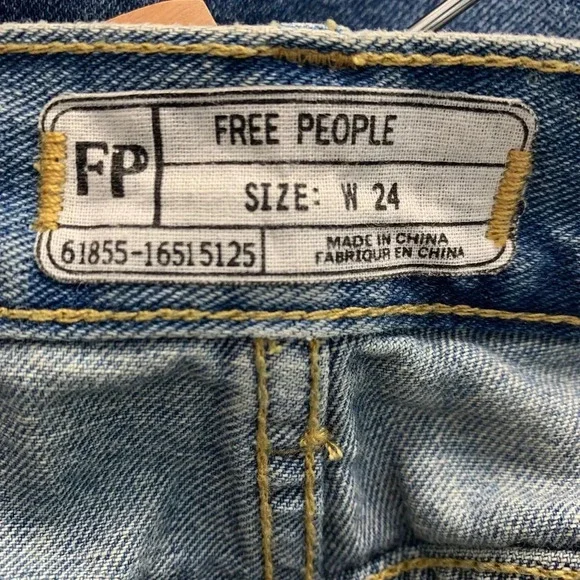 FP
FREE PEOPLE
SIZE: W 24
61855-16515125
MADE IN CHINA
FABRIQUR EN CHINA